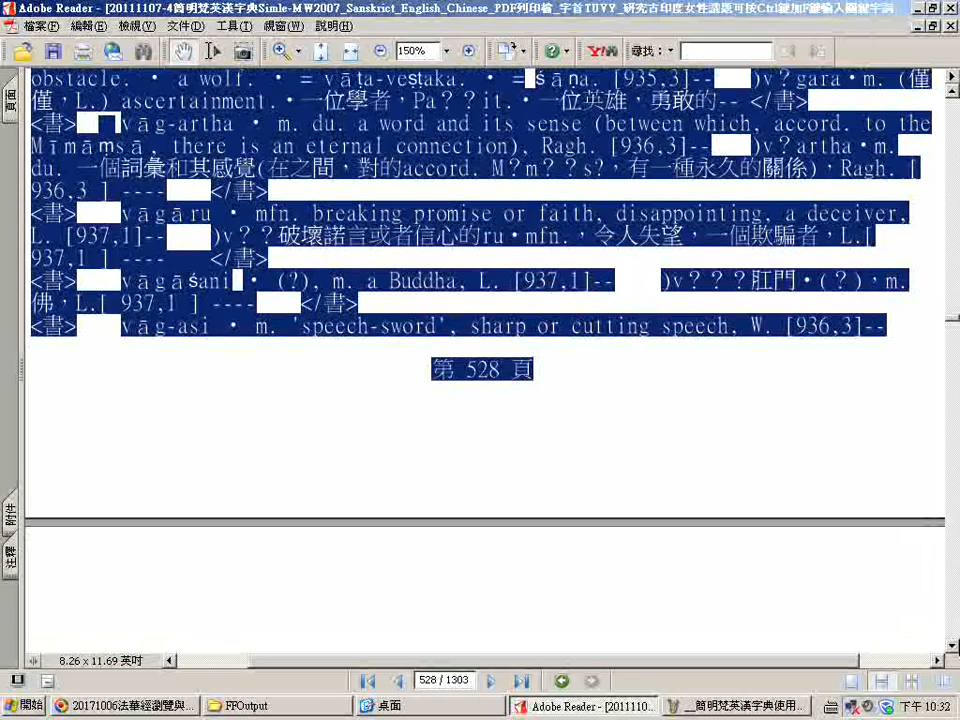 Adobe Reader - [20111107-4簡明梵英漢字典Simle-MW2007_Sanskrict_English_Chinese_PDF列印檔_字首TUVY_研究古印度女性議題可按Ctrl鍵加F鍵輸入關鍵字詞
檔案(F) 編輯(E) 檢視(V) 文件(D) 工具(T) 視窗(W) 說明(H)
150% Y! 尋找：
頁面
obstacle. · a wolf. · = vāta-veṣṭaka. · = śāṇa. [935,3]-- )v？gara·m. (僅
僅，L.) ascertainment.·一位學者，Pa？？it.·一位英雄，勇敢的-- </書>
<書> vāg-artha · m. du. a word and its sense (between which, accord. to the
Mīmāṃsā, there is an eternal connection), Ragh. [936,3]-- )v？artha·m.
du. 一個詞彙和其感覺(在之間，對的accord. M？m？？s?，有一種永久的關係)，Ragh. [
936,3 ] ---- </書>
<書> vāgāru · mfn. breaking promise or faith, disappointing, a deceiver,
L. [937,1]-- )v？？破壞諾言或者信心的ru·mfn.，令人失望，一個欺騙者，L.[
937,1 ] ---- </書>
<書> vāgāśani · (?), m. a Buddha, L. [937,1]-- )v？？？肛門·(？)，m.
佛，L.[ 937,1 ] ---- </書>
<書> vāg-asi · m. 'speech-sword', sharp or cutting speech, W. [936,3]--
第 528 頁
附件
注釋
8.26 x 11.69 英吋
528 / 1303
開始 20171006法華經瀏覽與... FFOutput 桌面 Adobe Reader - [201110... __簡明梵英漢字典使用... 下午 10:32